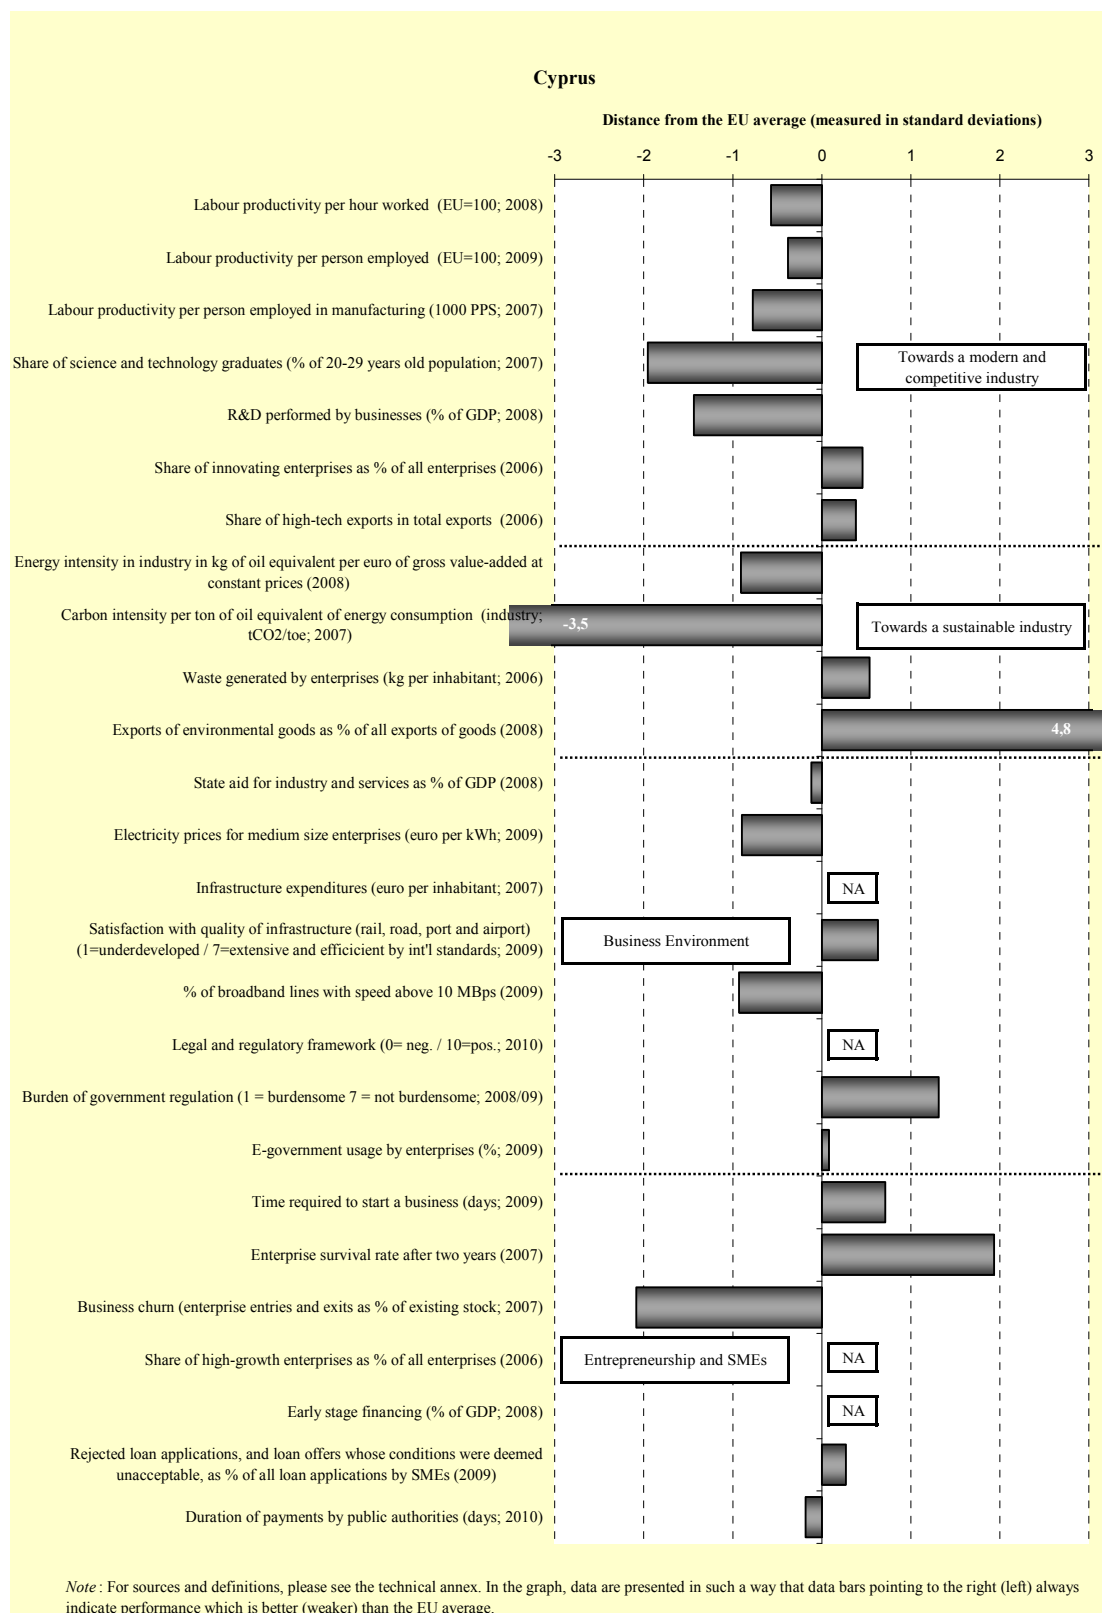 Cyprus
Distance from the EU average (measured in standard deviations)
-3 -2 -1 0 1 2 3
Labour productivity per hour worked (EU=100; 2008)
Labour productivity per person employed (EU=100; 2009)
Labour productivity per person employed in manufacturing (1000 PPS; 2007)
Share of science and technology graduates (% of 20-29 years old population; 2007)
Towards a modern and
competitive industry
R&D performed by businesses (% of GDP; 2008)
Share of innovating enterprises as % of all enterprises (2006)
Share of high-tech exports in total exports (2006)
Energy intensity in industry in kg of oil equivalent per euro of gross value-added at
constant prices (2008)
Carbon intensity per ton of oil equivalent of energy consumption (industry;
tCO2/toe; 2007)
-3,5
Towards a sustainable industry
Waste generated by enterprises (kg per inhabitant; 2006)
Exports of environmental goods as % of all exports of goods (2008)
4,8
State aid for industry and services as % of GDP (2008)
Electricity prices for medium size enterprises (euro per kWh; 2009)
Infrastructure expenditures (euro per inhabitant; 2007)
NA
Satisfaction with quality of infrastructure (rail, road, port and airport)
(1=underdeveloped / 7=extensive and efficicient by int'l standards; 2009)
Business Environment
% of broadband lines with speed above 10 MBps (2009)
Legal and regulatory framework (0= neg. / 10=pos.; 2010)
NA
Burden of government regulation (1 = burdensome 7 = not burdensome; 2008/09)
E-government usage by enterprises (%; 2009)
Time required to start a business (days; 2009)
Enterprise survival rate after two years (2007)
Business churn (enterprise entries and exits as % of existing stock; 2007)
Share of high-growth enterprises as % of all enterprises (2006)
Entrepreneurship and SMEs
NA
Early stage financing (% of GDP; 2008)
NA
Rejected loan applications, and loan offers whose conditions were deemed
unacceptable, as % of all loan applications by SMEs (2009)
Duration of payments by public authorities (days; 2010)
Note : For sources and definitions, please see the technical annex. In the graph, data are presented in such a way that data bars pointing to the right (left) always
indicate performance which is better (weaker) than the EU average.